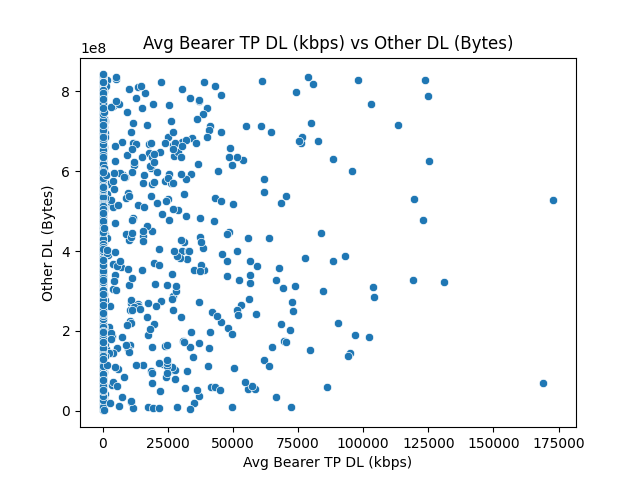 Avg Bearer TP DL (kbps) vs Other DL (Bytes)
1e8
8
6
4
2
0
Other DL (Bytes)
0 25000 50000 75000 100000 125000 150000 175000
Avg Bearer TP DL (kbps)